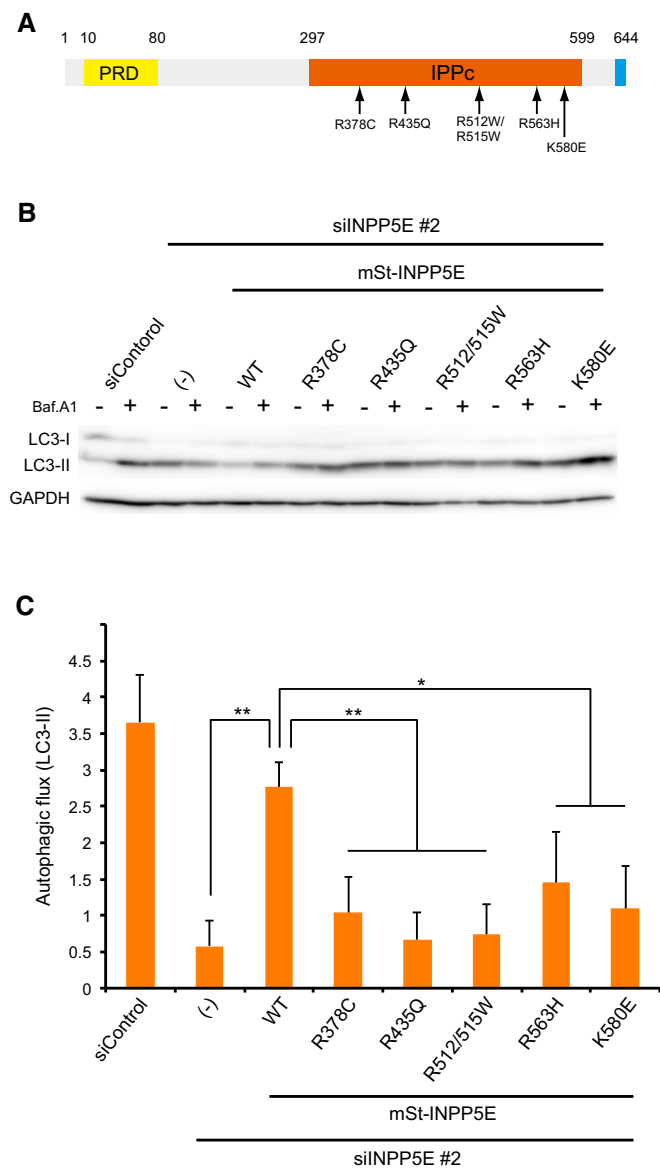 A
1 10 80 297 599 644
PRD IPPc
R378C R435Q R512W/ R563H
R515W
K580E
B
siINPP5E #2
mSt-INPP5E
siContorol (-) WT R378C R435Q R512/515W R563H K580E
Baf.A1 - + - + - + - + - + - + - + - +
LC3-I
LC3-II
GAPDH
C
Autophagic flux (LC3-II)
4.5
4
3.5
3
2.5
2
1.5
1
0.5
0
** ** *
siControl (-) WT R378C R435Q R512/515W R563H K580E
mSt-INPP5E
siINPP5E #2